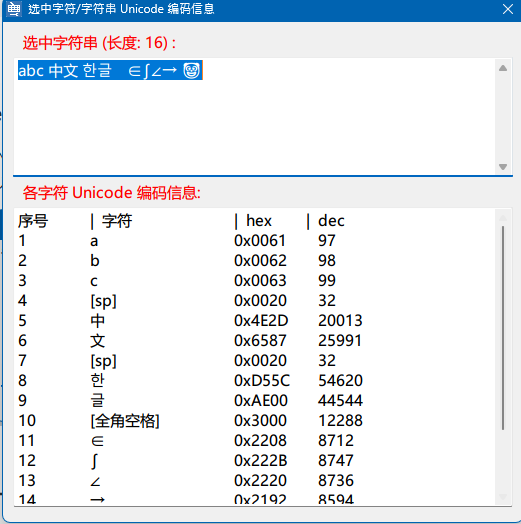 选中字符/字符串 Unicode 编码信息
选中字符串 (长度: 16) :
abc 中文 한글　∈∫∠→ 🤡
各字符 Unicode 编码信息:
序号 | 字符 | hex | dec
1 a 0x0061 97
2 b 0x0062 98
3 c 0x0063 99
4 [sp] 0x0020 32
5 中 0x4E2D 20013
6 文 0x6587 25991
7 [sp] 0x0020 32
8 한 0xD55C 54620
9 글 0xAE00 44544
10 [全角空格] 0x3000 12288
11 ∈ 0x2208 8712
12 ∫ 0x222B 8747
13 ∠ 0x2220 8736
14 → 0x2192 8594